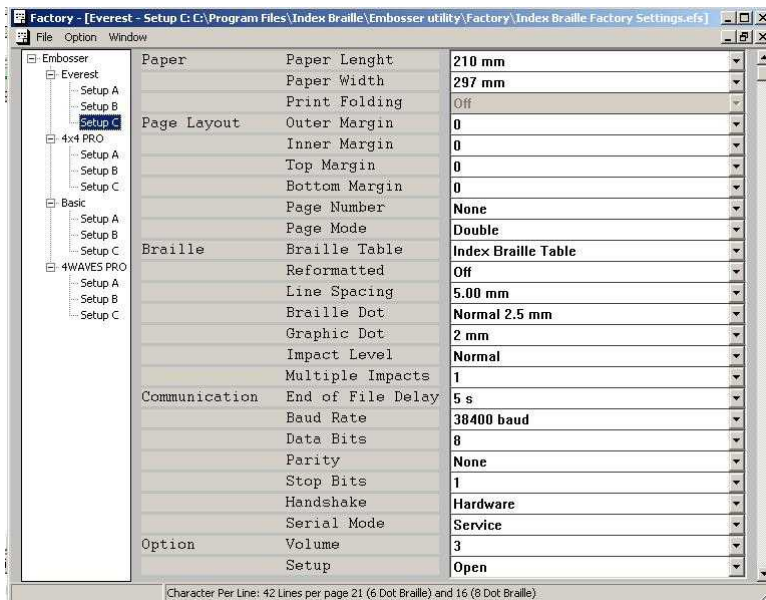 Factory - [Everest - Setup C: C:\Program Files\Index Braille\Embosser utility\Factory\Index Braille Factory Settings.efs]
File Option Window
Embosser
Everest
Setup A
Setup B
Setup C
4x4 PRO
Setup A
Setup B
Setup C
Basic
Setup A
Setup B
Setup C
4WAVES PRO
Setup A
Setup B
Setup C
Paper Paper Lenght 210 mm
Paper Width 297 mm
Print Folding Off
Page Layout Outer Margin 0
Inner Margin 0
Top Margin 0
Bottom Margin 0
Page Number None
Page Mode Double
Braille Braille Table Index Braille Table
Reformatted Off
Line Spacing 5.00 mm
Braille Dot Normal 2.5 mm
Graphic Dot 2 mm
Impact Level Normal
Multiple Impacts 1
Communication End of File Delay 5 s
Baud Rate 38400 baud
Data Bits 8
Parity None
Stop Bits 1
Handshake Hardware
Serial Mode Service
Option Volume 3
Setup Open
Character Per Line: 42 Lines per page 21 (6 Dot Braille) and 16 (8 Dot Braille)